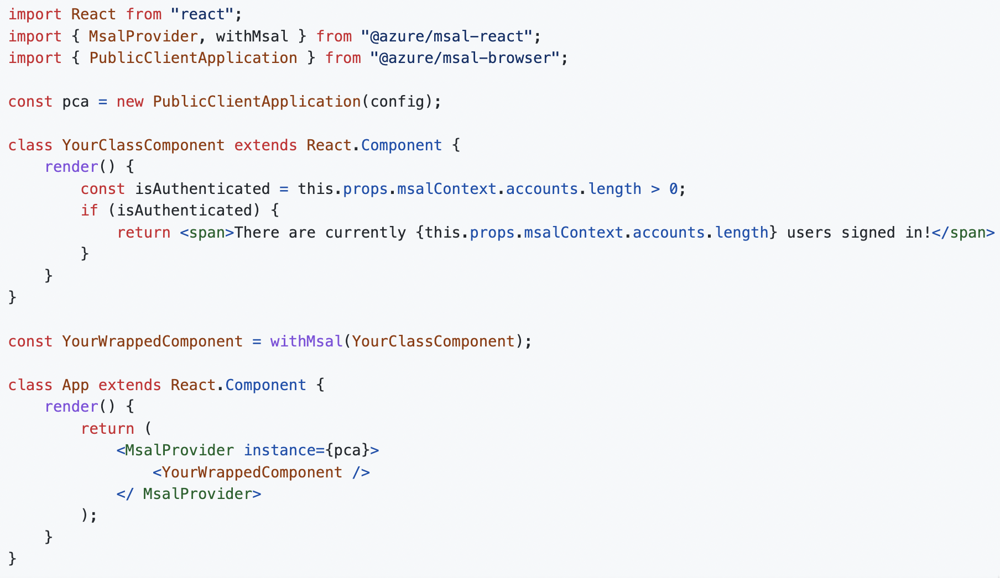 import React from "react";
import { MsalProvider, withMsal } from "@azure/msal-react";
import { PublicClientApplication } from "@azure/msal-browser";

const pca = new PublicClientApplication(config);

class YourClassComponent extends React.Component {
    render() {
        const isAuthenticated = this.props.msalContext.accounts.length > 0;
        if (isAuthenticated) {
            return <span>There are currently {this.props.msalContext.accounts.length} users signed in!</span>
        }
    }
}

const YourWrappedComponent = withMsal(YourClassComponent);

class App extends React.Component {
    render() {
        return (
            <MsalProvider instance={pca}>
                <YourWrappedComponent />
            </ MsalProvider>
        );
    }
}